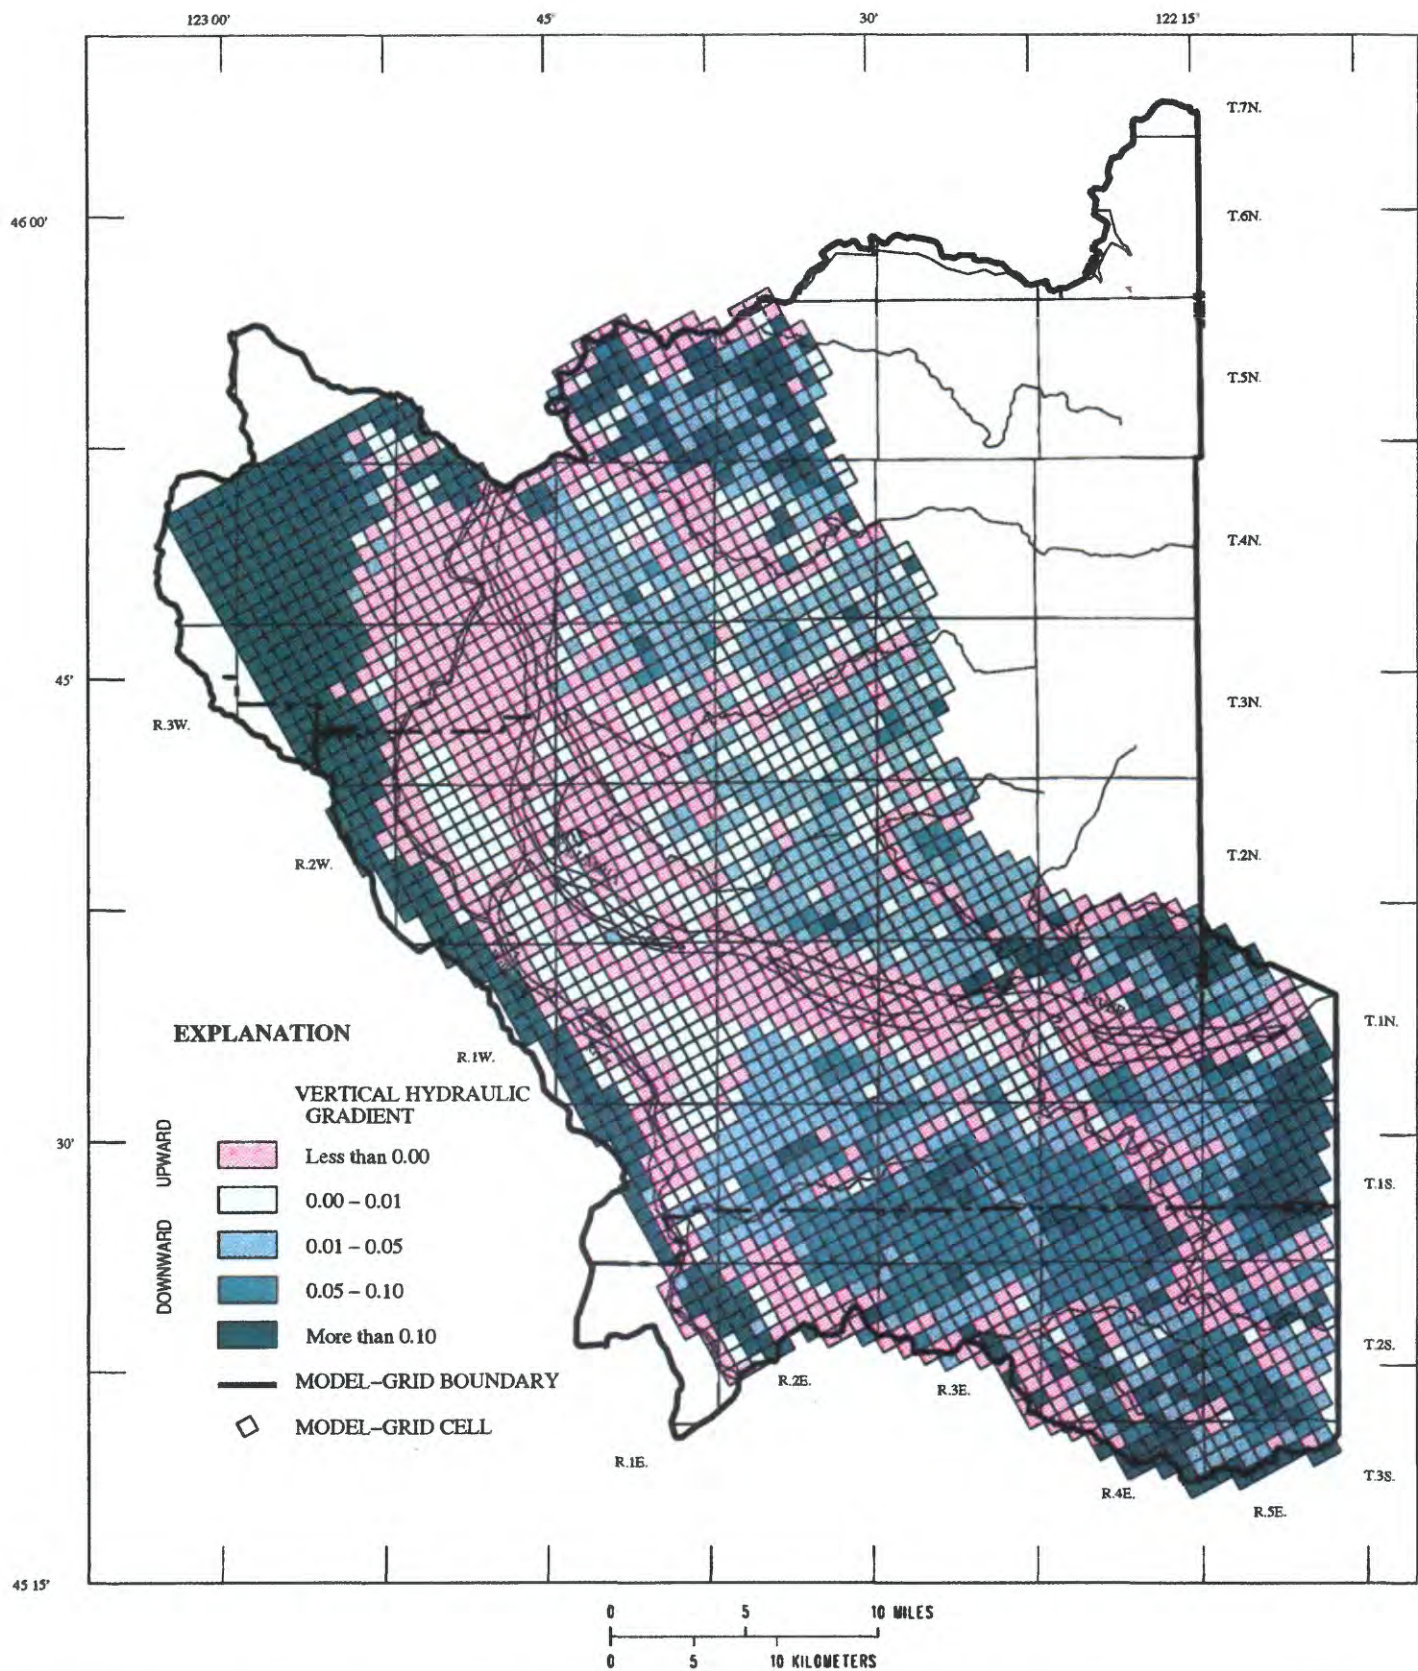 123 00' 45' 30' 122 15'
T.7N.
46 00' T.6N.
T.5N.
T.4N.
45'
T.3N.
R.3W.
T.2N.
R.2W.
RIVER
T.1N.
EXPLANATION
R.1W.
VERTICAL HYDRAULIC
GRADIENT
UPWARD
DOWNWARD
30'
Less than 0.00
T.1S.
0.00 – 0.01
0.01 – 0.05
0.05 – 0.10
More than 0.10
T.2S.
MODEL–GRID BOUNDARY
R.2E.
R.3E.
MODEL–GRID CELL
R.1E.
T.3S.
R.4E.
R.5E.
45 15'
0 5 10 MILES
0 5 10 KILOMETERS